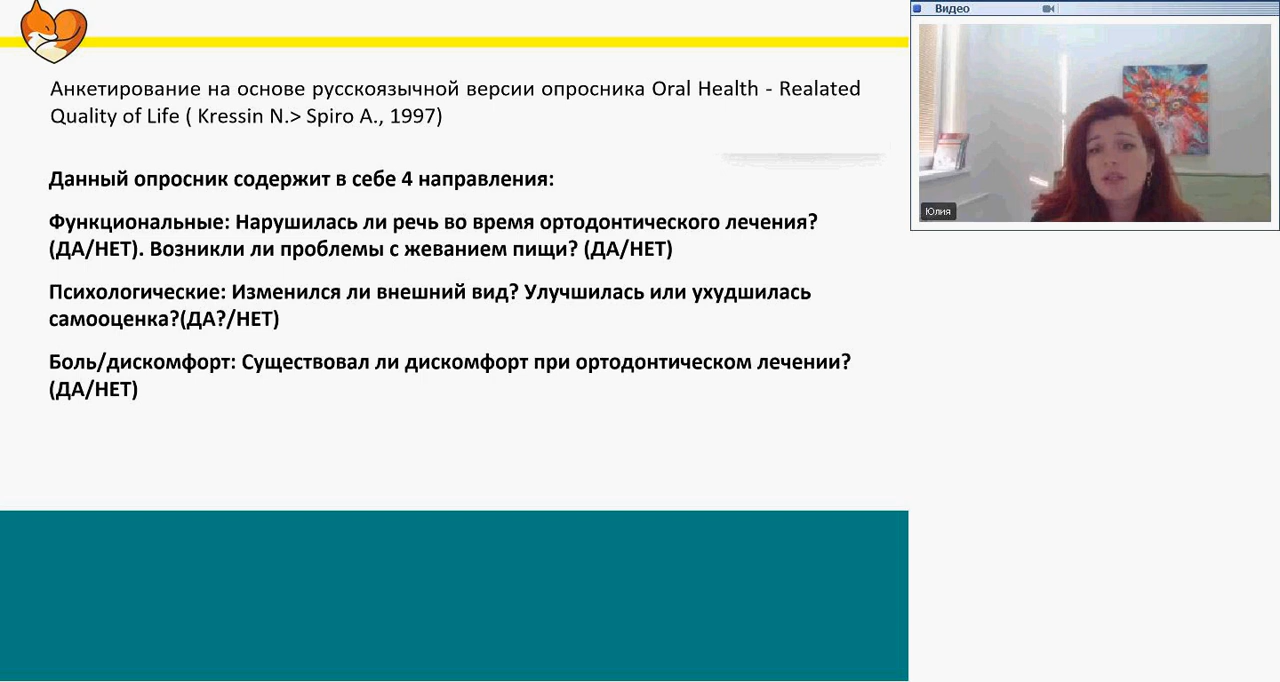 Видео
Анкетирование на основе русскоязычной версии опросника Oral Health - Realated
Quality of Life ( Kressin N.> Spiro A., 1997)
Данный опросник содержит в себе 4 направления:
Функциональные: Нарушилась ли речь во время ортодонтического лечения?
(ДА/НЕТ). Возникли ли проблемы с жеванием пищи? (ДА/НЕТ)
Психологические: Изменился ли внешний вид? Улучшилась или ухудшилась
самооценка?(ДА?/НЕТ)
Боль/дискомфорт: Существовал ли дискомфорт при ортодонтическом лечении?
(ДА/НЕТ)
Юлия